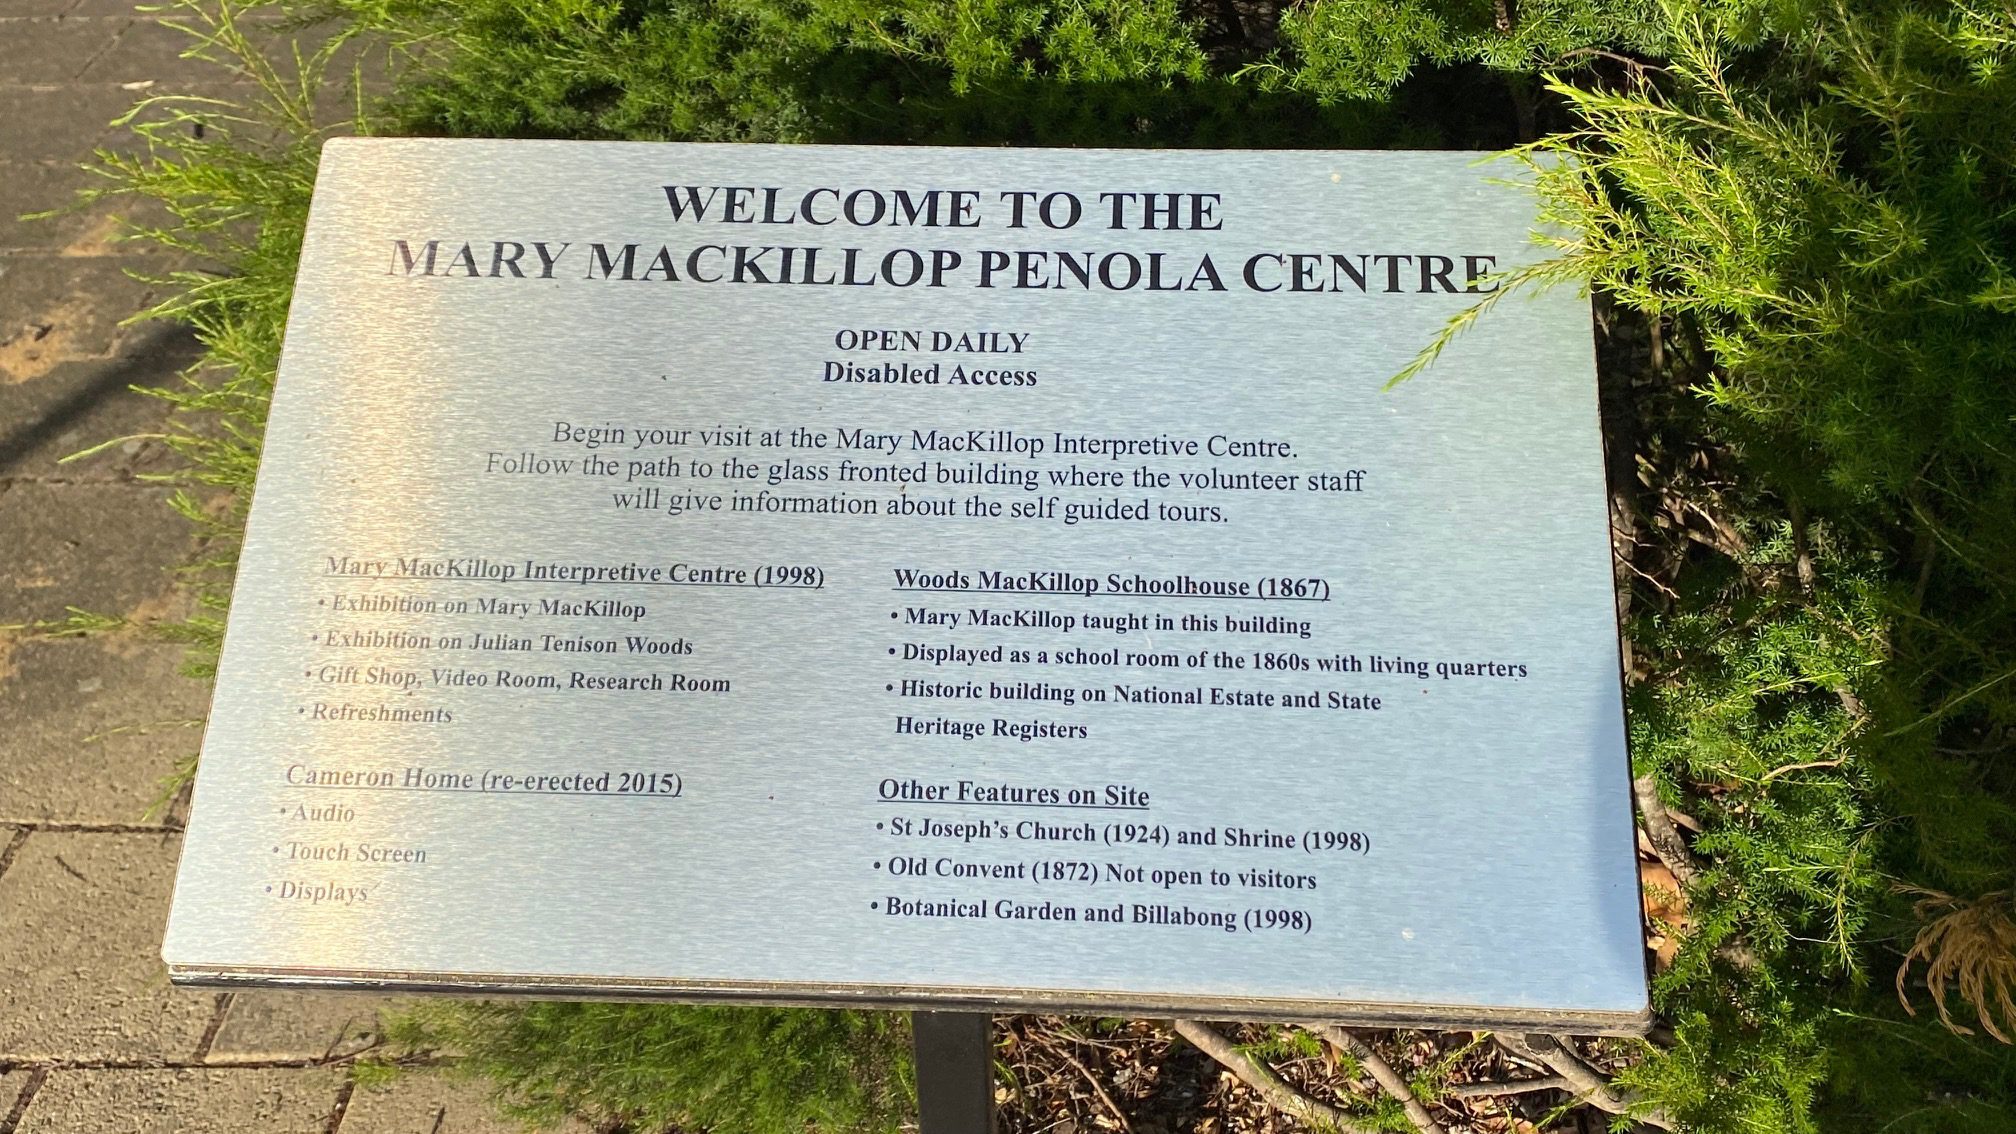 WELCOME TO THE
MARY MACKILLOP PENOLA CENTRE
OPEN DAILY
Disabled Access
Begin your visit at the Mary MacKillop Interpretive Centre.
Follow the path to the glass fronted building where the volunteer staff
will give information about the self guided tours.
Mary MacKillop Interpretive Centre (1998)
• Exhibition on Mary MacKillop
• Exhibition on Julian Tenison Woods
• Gift Shop, Video Room, Research Room
• Refreshments
Cameron Home (re-erected 2015)
• Audio
• Touch Screen
• Displays
Woods MacKillop Schoolhouse (1867)
• Mary MacKillop taught in this building
• Displayed as a school room of the 1860s with living quarters
• Historic building on National Estate and State
Heritage Registers
Other Features on Site
• St Joseph's Church (1924) and Shrine (1998)
• Old Convent (1872) Not open to visitors
• Botanical Garden and Billabong (1998)